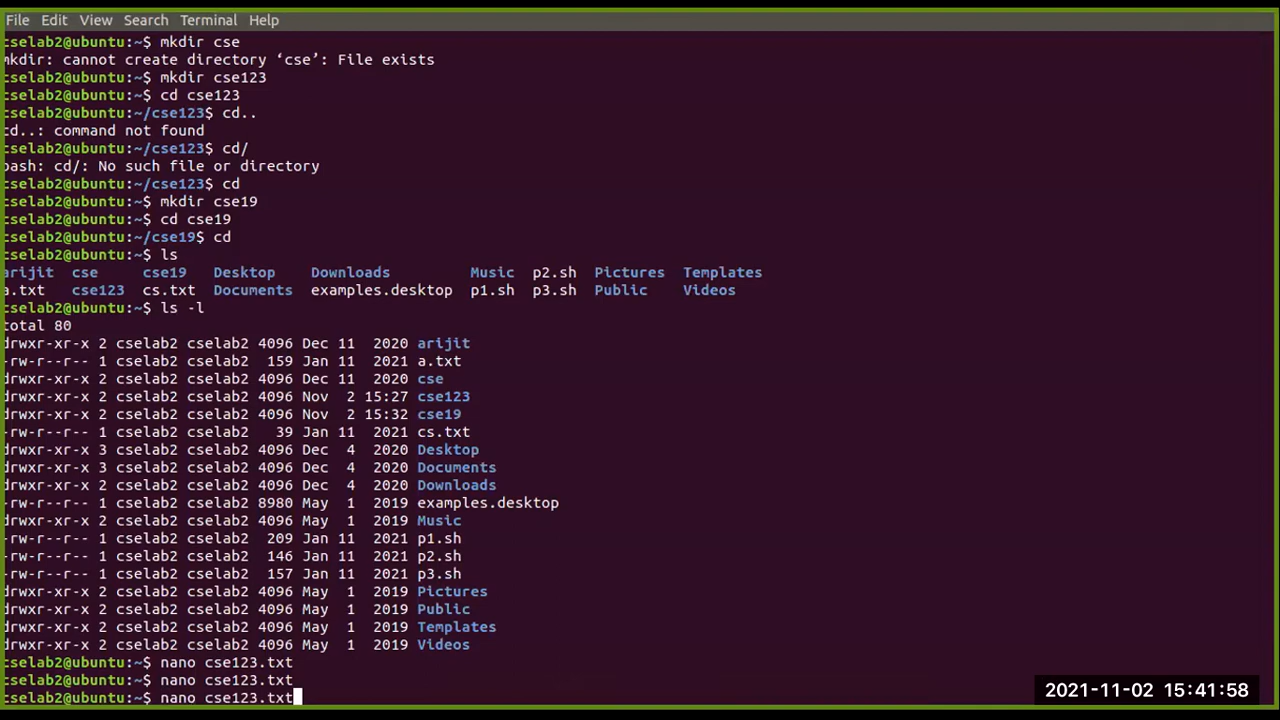 File Edit View Search Terminal Help
cselab2@ubuntu:~$ mkdir cse
mkdir: cannot create directory ‘cse’: File exists
cselab2@ubuntu:~$ mkdir cse123
cselab2@ubuntu:~$ cd cse123
cselab2@ubuntu:~/cse123$ cd..
cd..: command not found
cselab2@ubuntu:~/cse123$ cd/
bash: cd/: No such file or directory
cselab2@ubuntu:~/cse123$ cd
cselab2@ubuntu:~$ mkdir cse19
cselab2@ubuntu:~$ cd cse19
cselab2@ubuntu:~/cse19$ cd
cselab2@ubuntu:~$ ls
arijit cse cse19 Desktop Downloads Music p2.sh Pictures Templates
a.txt cse123 cs.txt Documents examples.desktop p1.sh p3.sh Public Videos
cselab2@ubuntu:~$ ls -l
total 80
drwxr-xr-x 2 cselab2 cselab2 4096 Dec 11 2020 arijit
-rw-r--r-- 1 cselab2 cselab2 159 Jan 11 2021 a.txt
drwxr-xr-x 2 cselab2 cselab2 4096 Dec 11 2020 cse
drwxr-xr-x 2 cselab2 cselab2 4096 Nov 2 15:27 cse123
drwxr-xr-x 2 cselab2 cselab2 4096 Nov 2 15:32 cse19
-rw-r--r-- 1 cselab2 cselab2 39 Jan 11 2021 cs.txt
drwxr-xr-x 3 cselab2 cselab2 4096 Dec 4 2020 Desktop
drwxr-xr-x 3 cselab2 cselab2 4096 Dec 4 2020 Documents
drwxr-xr-x 2 cselab2 cselab2 4096 Dec 4 2020 Downloads
-rw-r--r-- 1 cselab2 cselab2 8980 May 1 2019 examples.desktop
drwxr-xr-x 2 cselab2 cselab2 4096 May 1 2019 Music
-rw-r--r-- 1 cselab2 cselab2 209 Jan 11 2021 p1.sh
-rw-r--r-- 1 cselab2 cselab2 146 Jan 11 2021 p2.sh
-rw-r--r-- 1 cselab2 cselab2 157 Jan 11 2021 p3.sh
drwxr-xr-x 2 cselab2 cselab2 4096 May 1 2019 Pictures
drwxr-xr-x 2 cselab2 cselab2 4096 May 1 2019 Public
drwxr-xr-x 2 cselab2 cselab2 4096 May 1 2019 Templates
drwxr-xr-x 2 cselab2 cselab2 4096 May 1 2019 Videos
cselab2@ubuntu:~$ nano cse123.txt
cselab2@ubuntu:~$ nano cse123.txt
cselab2@ubuntu:~$ nano cse123.txt
2021-11-02 15:41:58